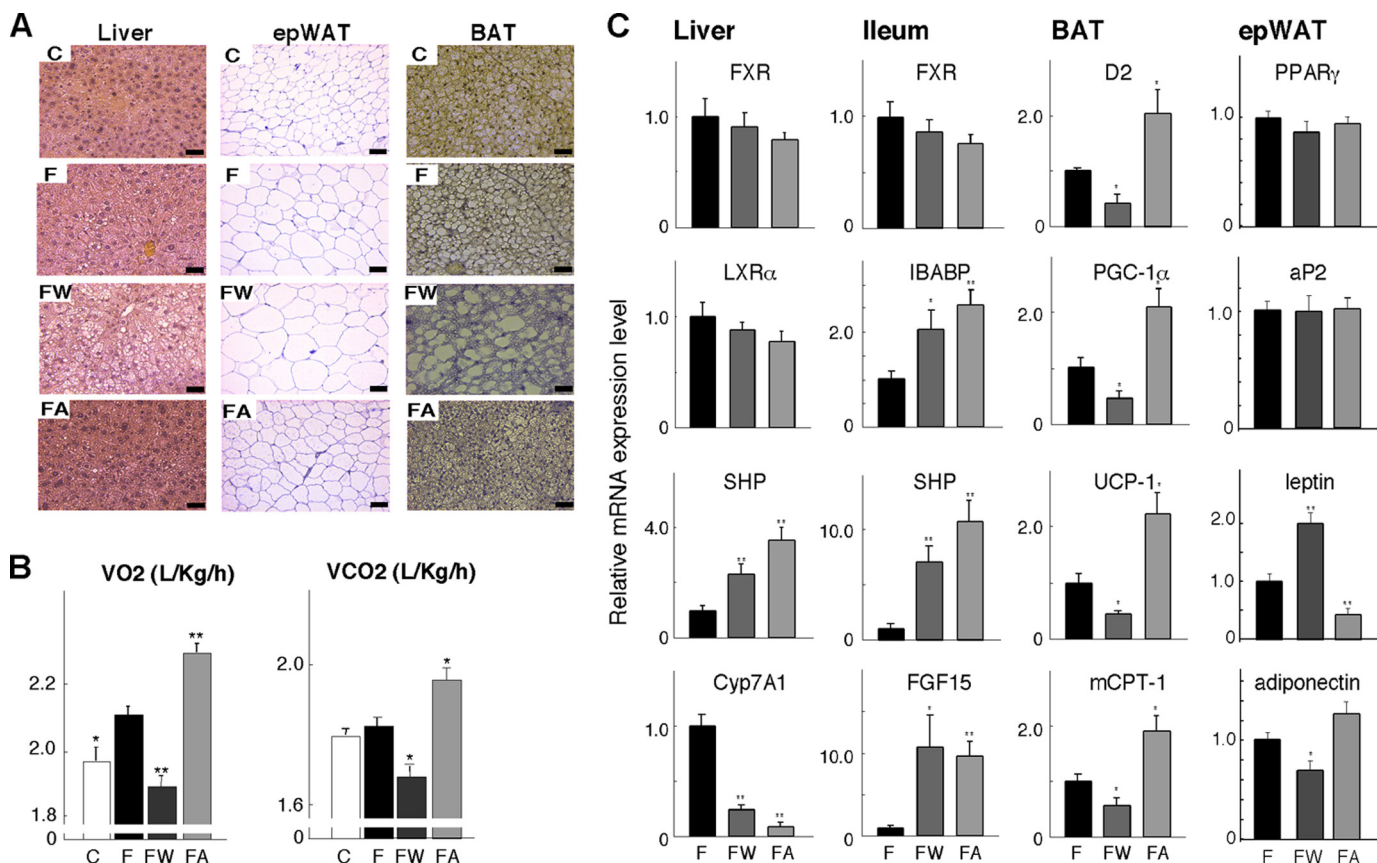 A
Liver epWAT BAT
C C C
F F F
FW FW FW
FA FA FA
B
VO2 (L/Kg/h) VCO2 (L/Kg/h)
2.2
2.0
1.8
0
* ** **
C F FW FA
2.0
1.6
0
* *
C F FW FA
C
Liver Ileum BAT epWAT
Relative mRNA expression level
FXR FXR D2 PPARγ
1.0 1.0 2.0 1.0
0 0 0 0
* *
LXRα IBABP PGC-1α aP2
1.0 2.0 2.0 1.0
0 0 0 0
* ** * *
SHP SHP UCP-1 leptin
4.0 10.0 2.0 2.0
1.0
0 0 0 0
** ** ** ** * * ** **
Cyp7A1 FGF15 mCPT-1 adiponectin
1.0 10.0 2.0 1.0
0 0 0 0
** ** * ** * * *
F FW FA F FW FA F FW FA F FW FA